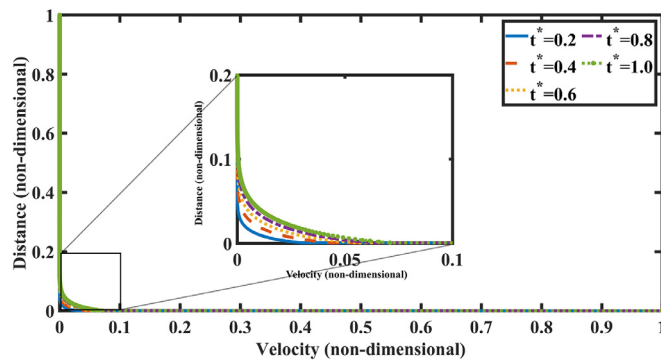 1
0.8
0.6
0.4
0.2
0
Distance (non-dimensional)
0 0.1 0.2 0.3 0.4 0.5 0.6 0.7 0.8 0.9 1
Velocity (non-dimensional)
t*=0.2 t*=0.8
t*=0.4 t*=1.0
t*=0.6
0.2
0.1
0
Distance (non-dimensional)
0 0.05 0.1
Velocity (non-dimensional)